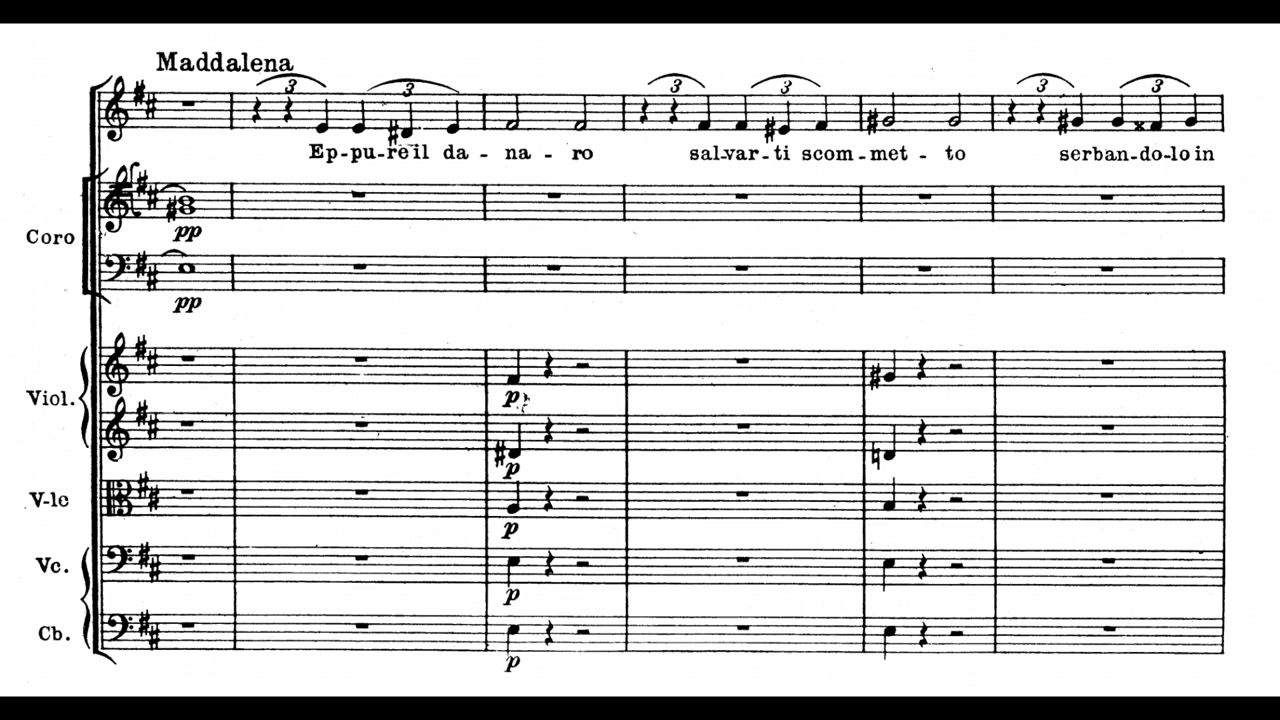 Maddalena
3 3 3 3 3 3
Ep-pu-re il da - na - ro sal-var-ti scom-met - to serban-do-lo in
Coro
pp
pp
Viol.
p
p
V-le
p
Vc.
p
Cb.
p